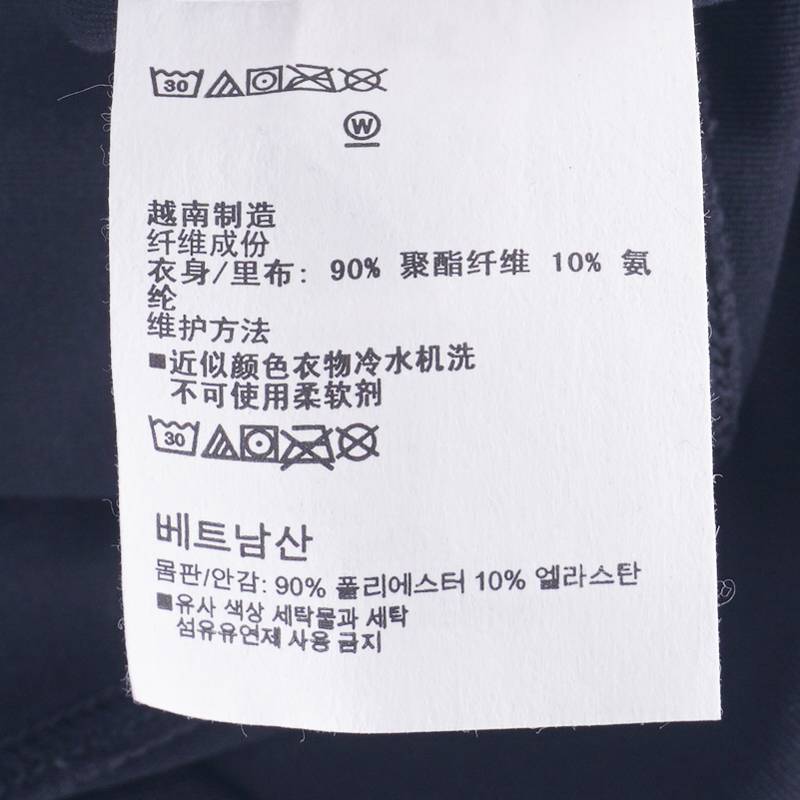 30
W
越南制造
纤维成份
衣身/里布: 90% 聚酯纤维 10% 氨
纶
维护方法
■近似颜色衣物冷水机洗
不可使用柔软剂
30
베트남산
몸판/안감: 90% 폴리에스터 10% 엘라스탄
■유사 색상 세탁물과 세탁
섬유유연제 사용 금지